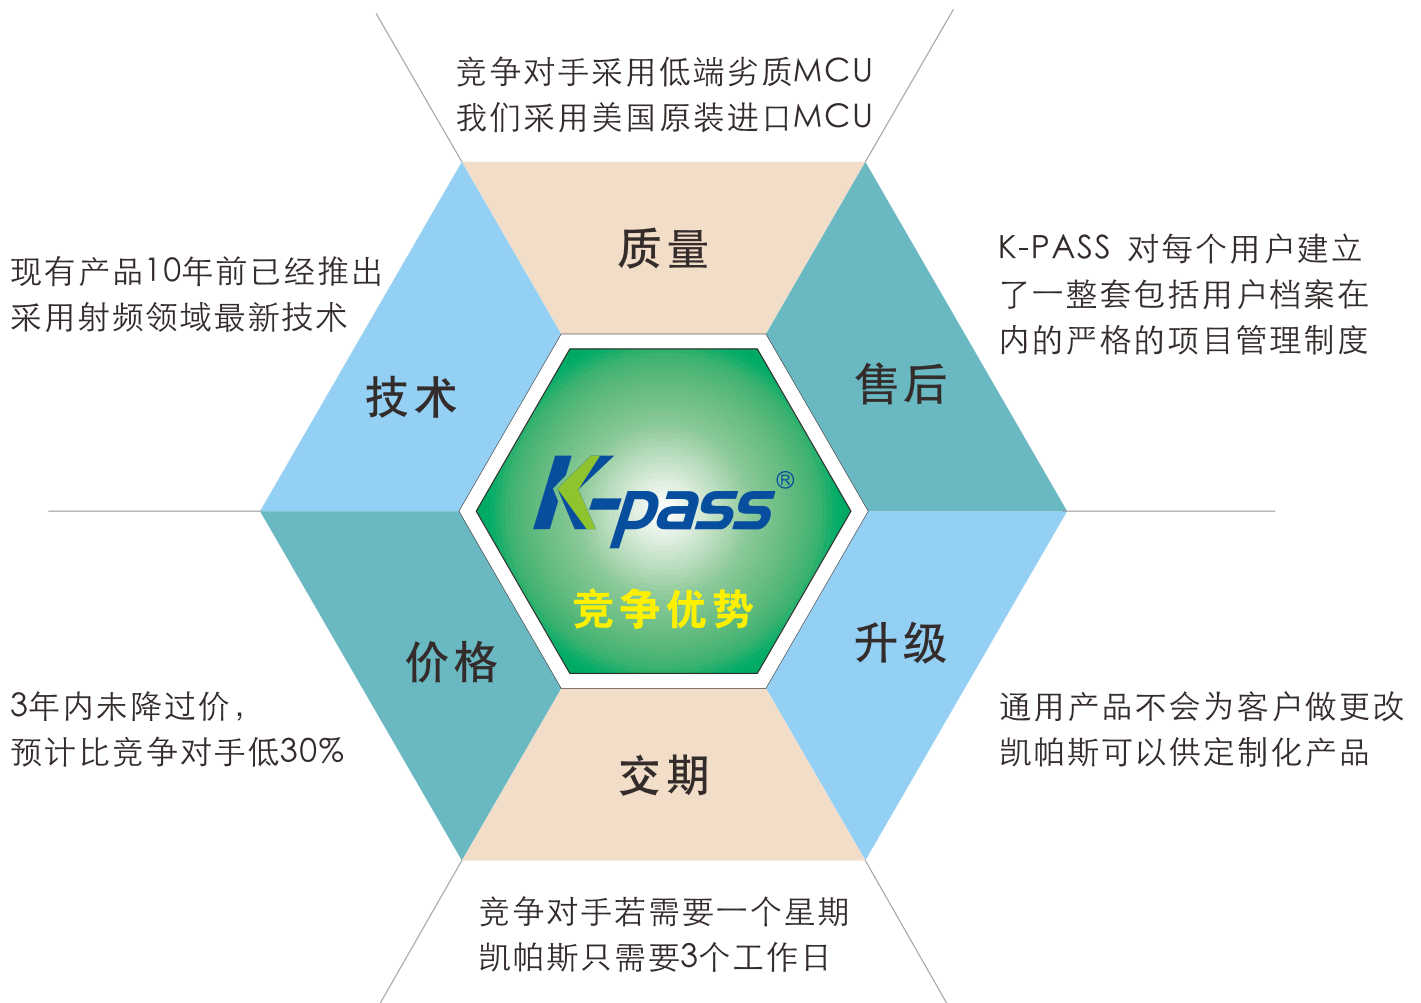 竞争对手采用低端劣质MCU
我们采用美国原装进口MCU
质量
现有产品10年前已经推出
采用射频领域最新技术
技术
K-PASS 对每个用户建立
了一整套包括用户档案在
内的严格的项目管理制度
售后
K-pass®
竞争优势
价格
3年内未降过价，
预计比竞争对手低30%
升级
通用产品不会为客户做更改
凯帕斯可以供定制化产品
交期
竞争对手若需要一个星期
凯帕斯只需要3个工作日